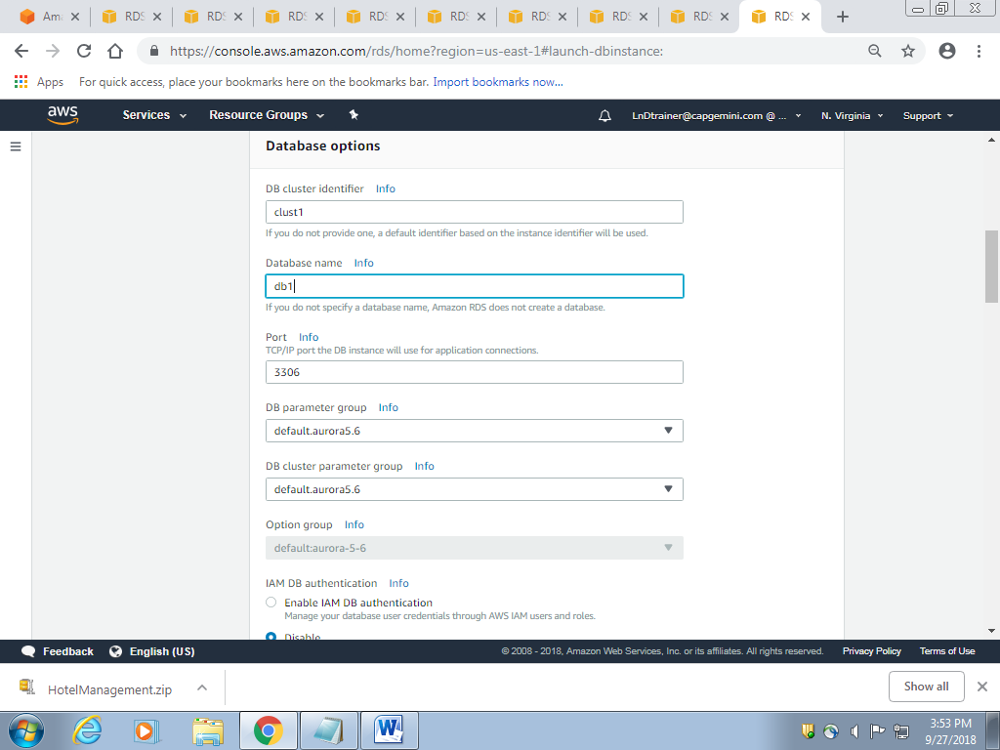 Am
RDS
RDS
RDS
RDS
RDS
RDS
RDS
RDS
RDS
https://console.aws.amazon.com/rds/home?region=us-east-1#launch-dbinstance:
Apps For quick access, place your bookmarks here on the bookmarks bar. Import bookmarks now...
aws Services Resource Groups LnDtrainer@capgemini.com @ ... N. Virginia Support
Database options
DB cluster identifier Info
clust1
If you do not provide one, a default identifier based on the instance identifier will be used.
Database name Info
db1
If you do not specify a database name, Amazon RDS does not create a database.
Port Info
TCP/IP port the DB instance will use for application connections.
3306
DB parameter group Info
default.aurora5.6
DB cluster parameter group Info
default.aurora5.6
Option group Info
default:aurora-5-6
IAM DB authentication Info
Enable IAM DB authentication
Manage your database user credentials through AWS IAM users and roles.
Disable
Feedback English (US) © 2008 - 2018, Amazon Web Services, Inc. or its affiliates. All rights reserved. Privacy Policy Terms of Use
HotelManagement.zip Show all
3:53 PM
9/27/2018